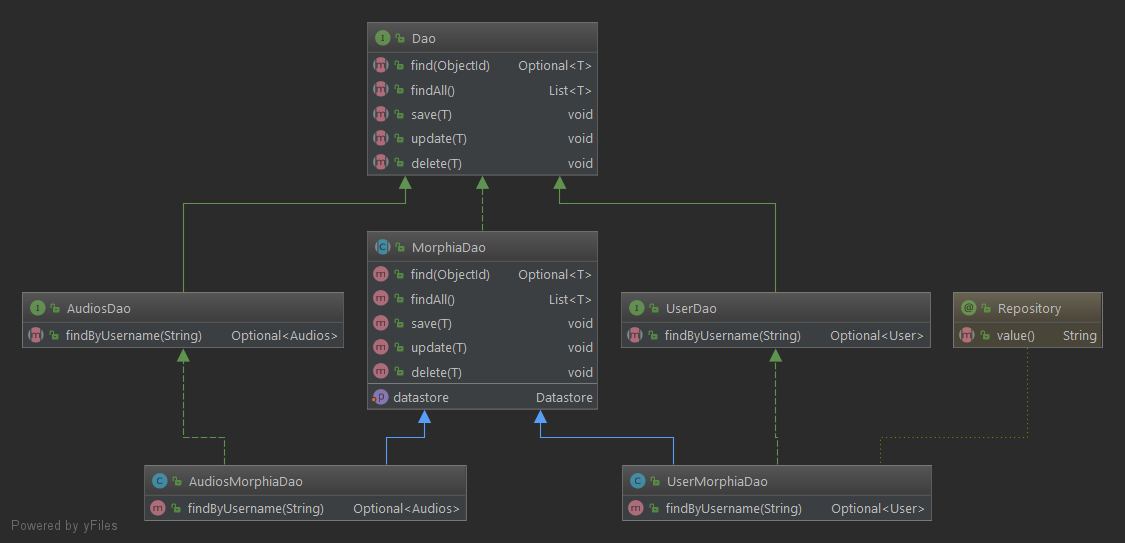 Dao
find(ObjectId) Optional<T>
findAll() List<T>
save(T) void
update(T) void
delete(T) void
MorphiaDao
find(ObjectId) Optional<T>
findAll() List<T>
save(T) void
update(T) void
delete(T) void
datastore Datastore
AudiosDao
findByUsername(String) Optional<Audios>
UserDao
findByUsername(String) Optional<User>
Repository
value() String
AudiosMorphiaDao
findByUsername(String) Optional<Audios>
UserMorphiaDao
findByUsername(String) Optional<User>
Powered by yFiles